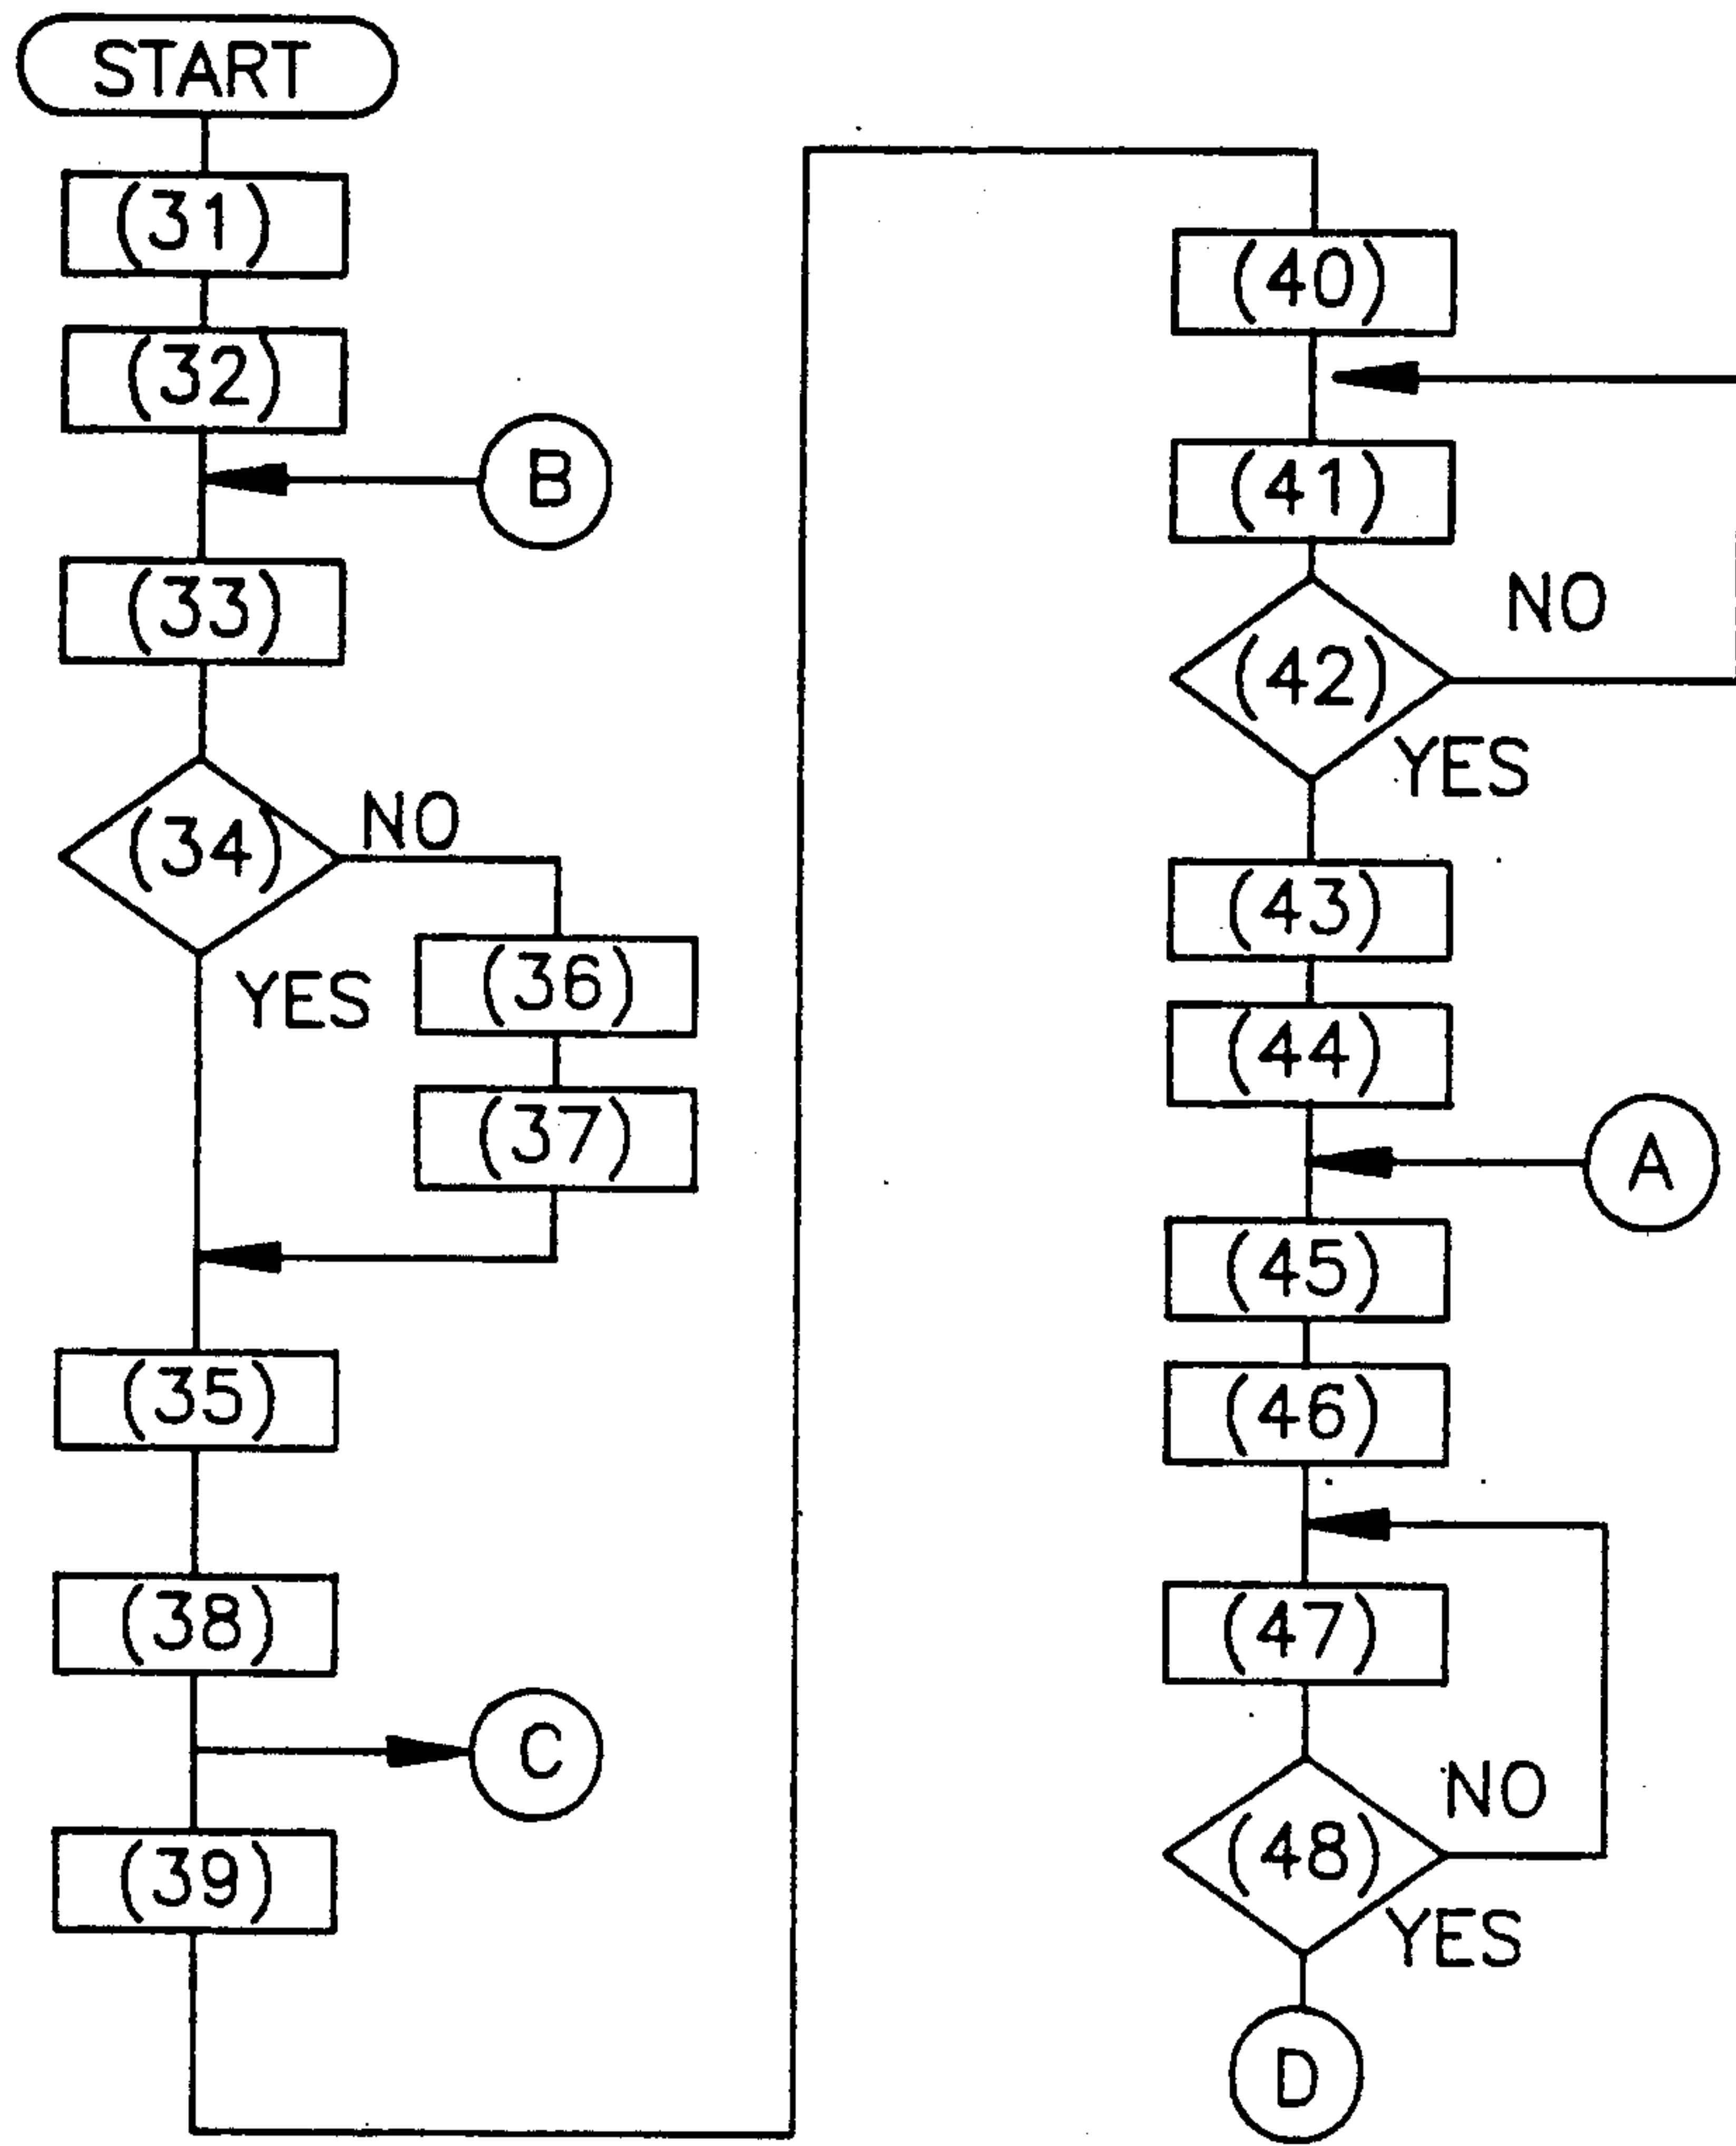 START
(31)
(32)
B
(33)
(34)
NO
YES
(36)
(37)
(35)
(38)
C
(39)
(40)
(41)
NO
(42)
YES
(43)
(44)
A
(45)
(46)
(47)
NO
(48)
YES
D